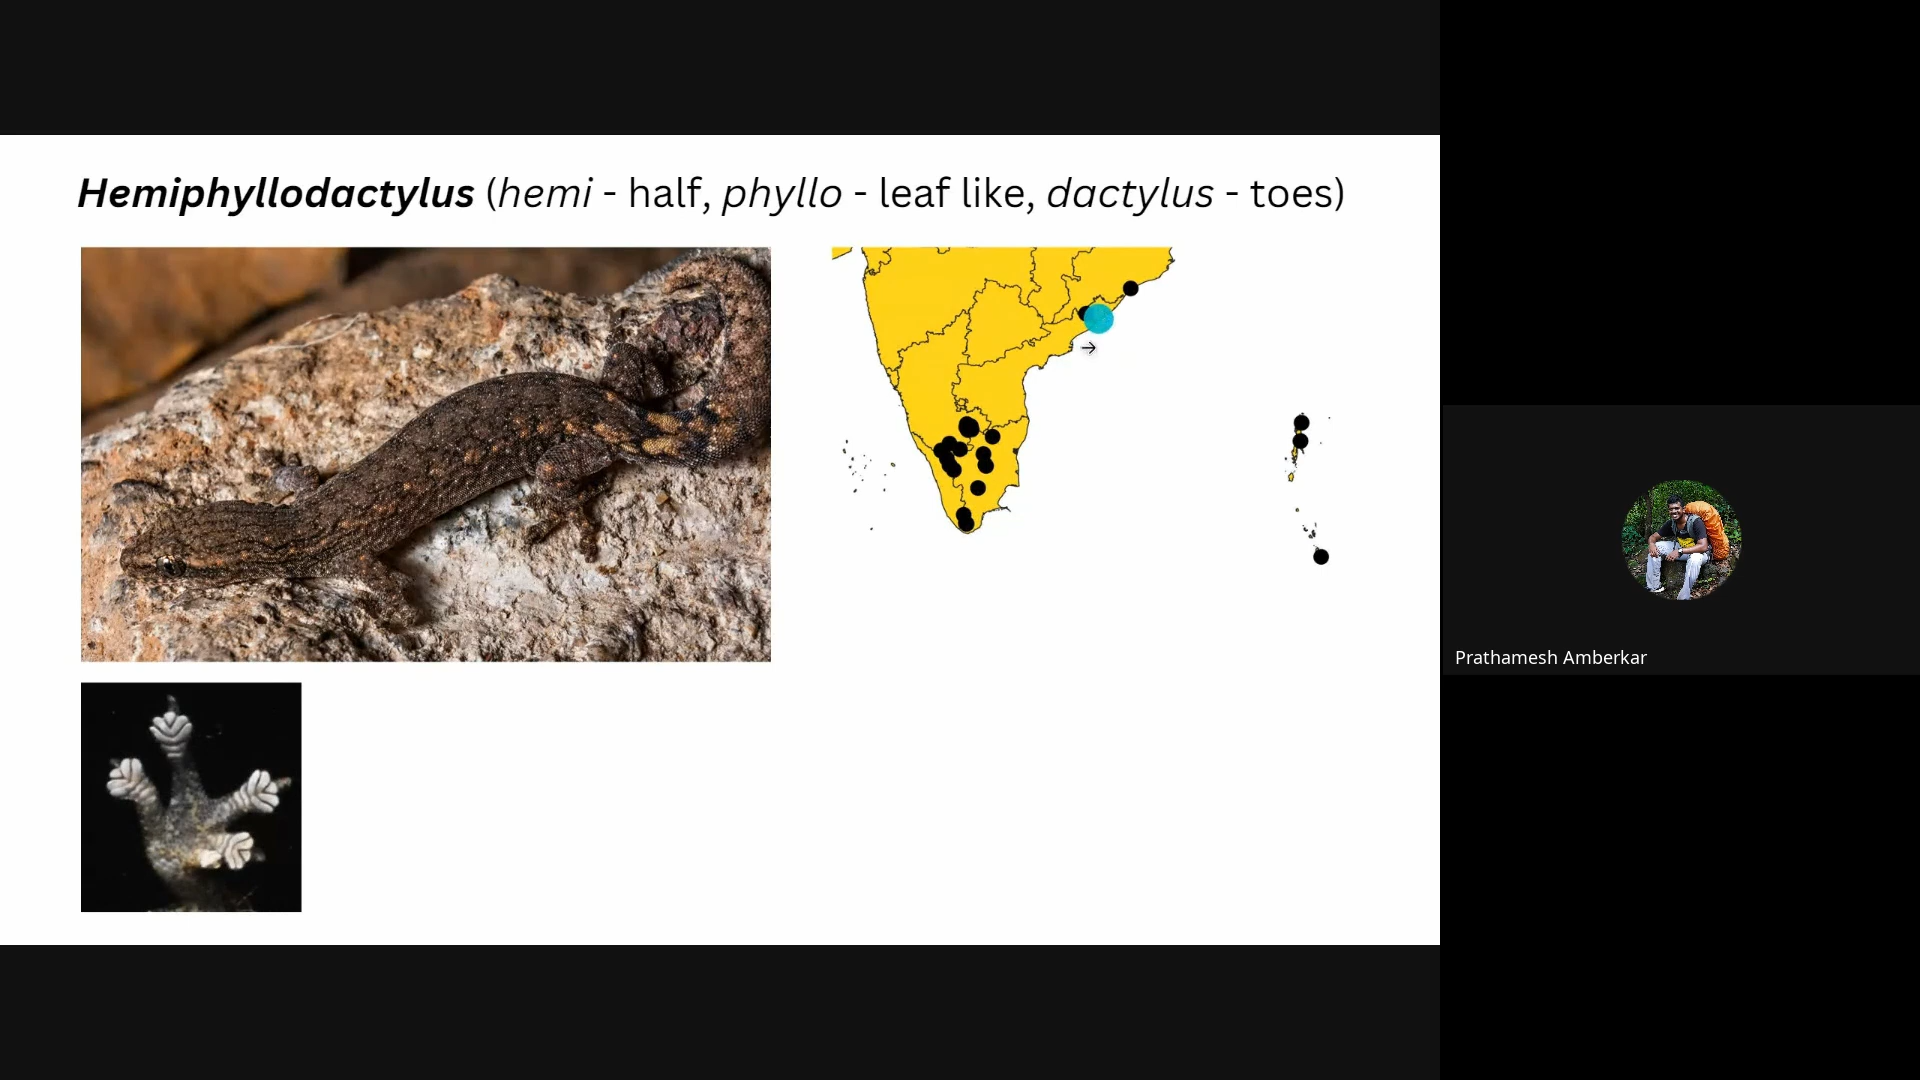 Hemiphyllodactylus (hemi - half, phyllo - leaf like, dactylus - toes)
Prathamesh Amberkar